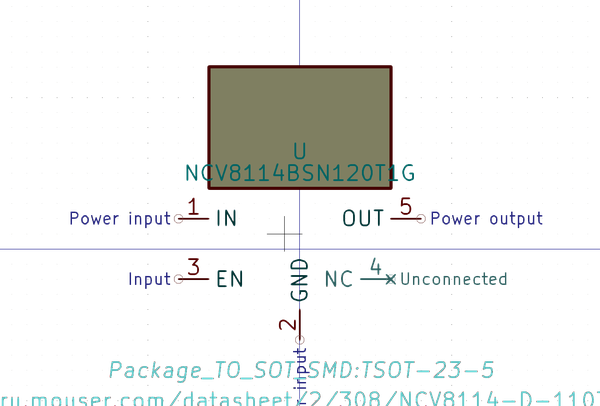 U
NCV8114BSN120T1G
Power input 1 IN OUT 5 Power output
Input 3 EN GND NC 4 Unconnected
2
input
Package_TO_SOT_SMD:TSOT-23-5
ru.mouser.com/datasheet/2/308/NCV8114-D-110